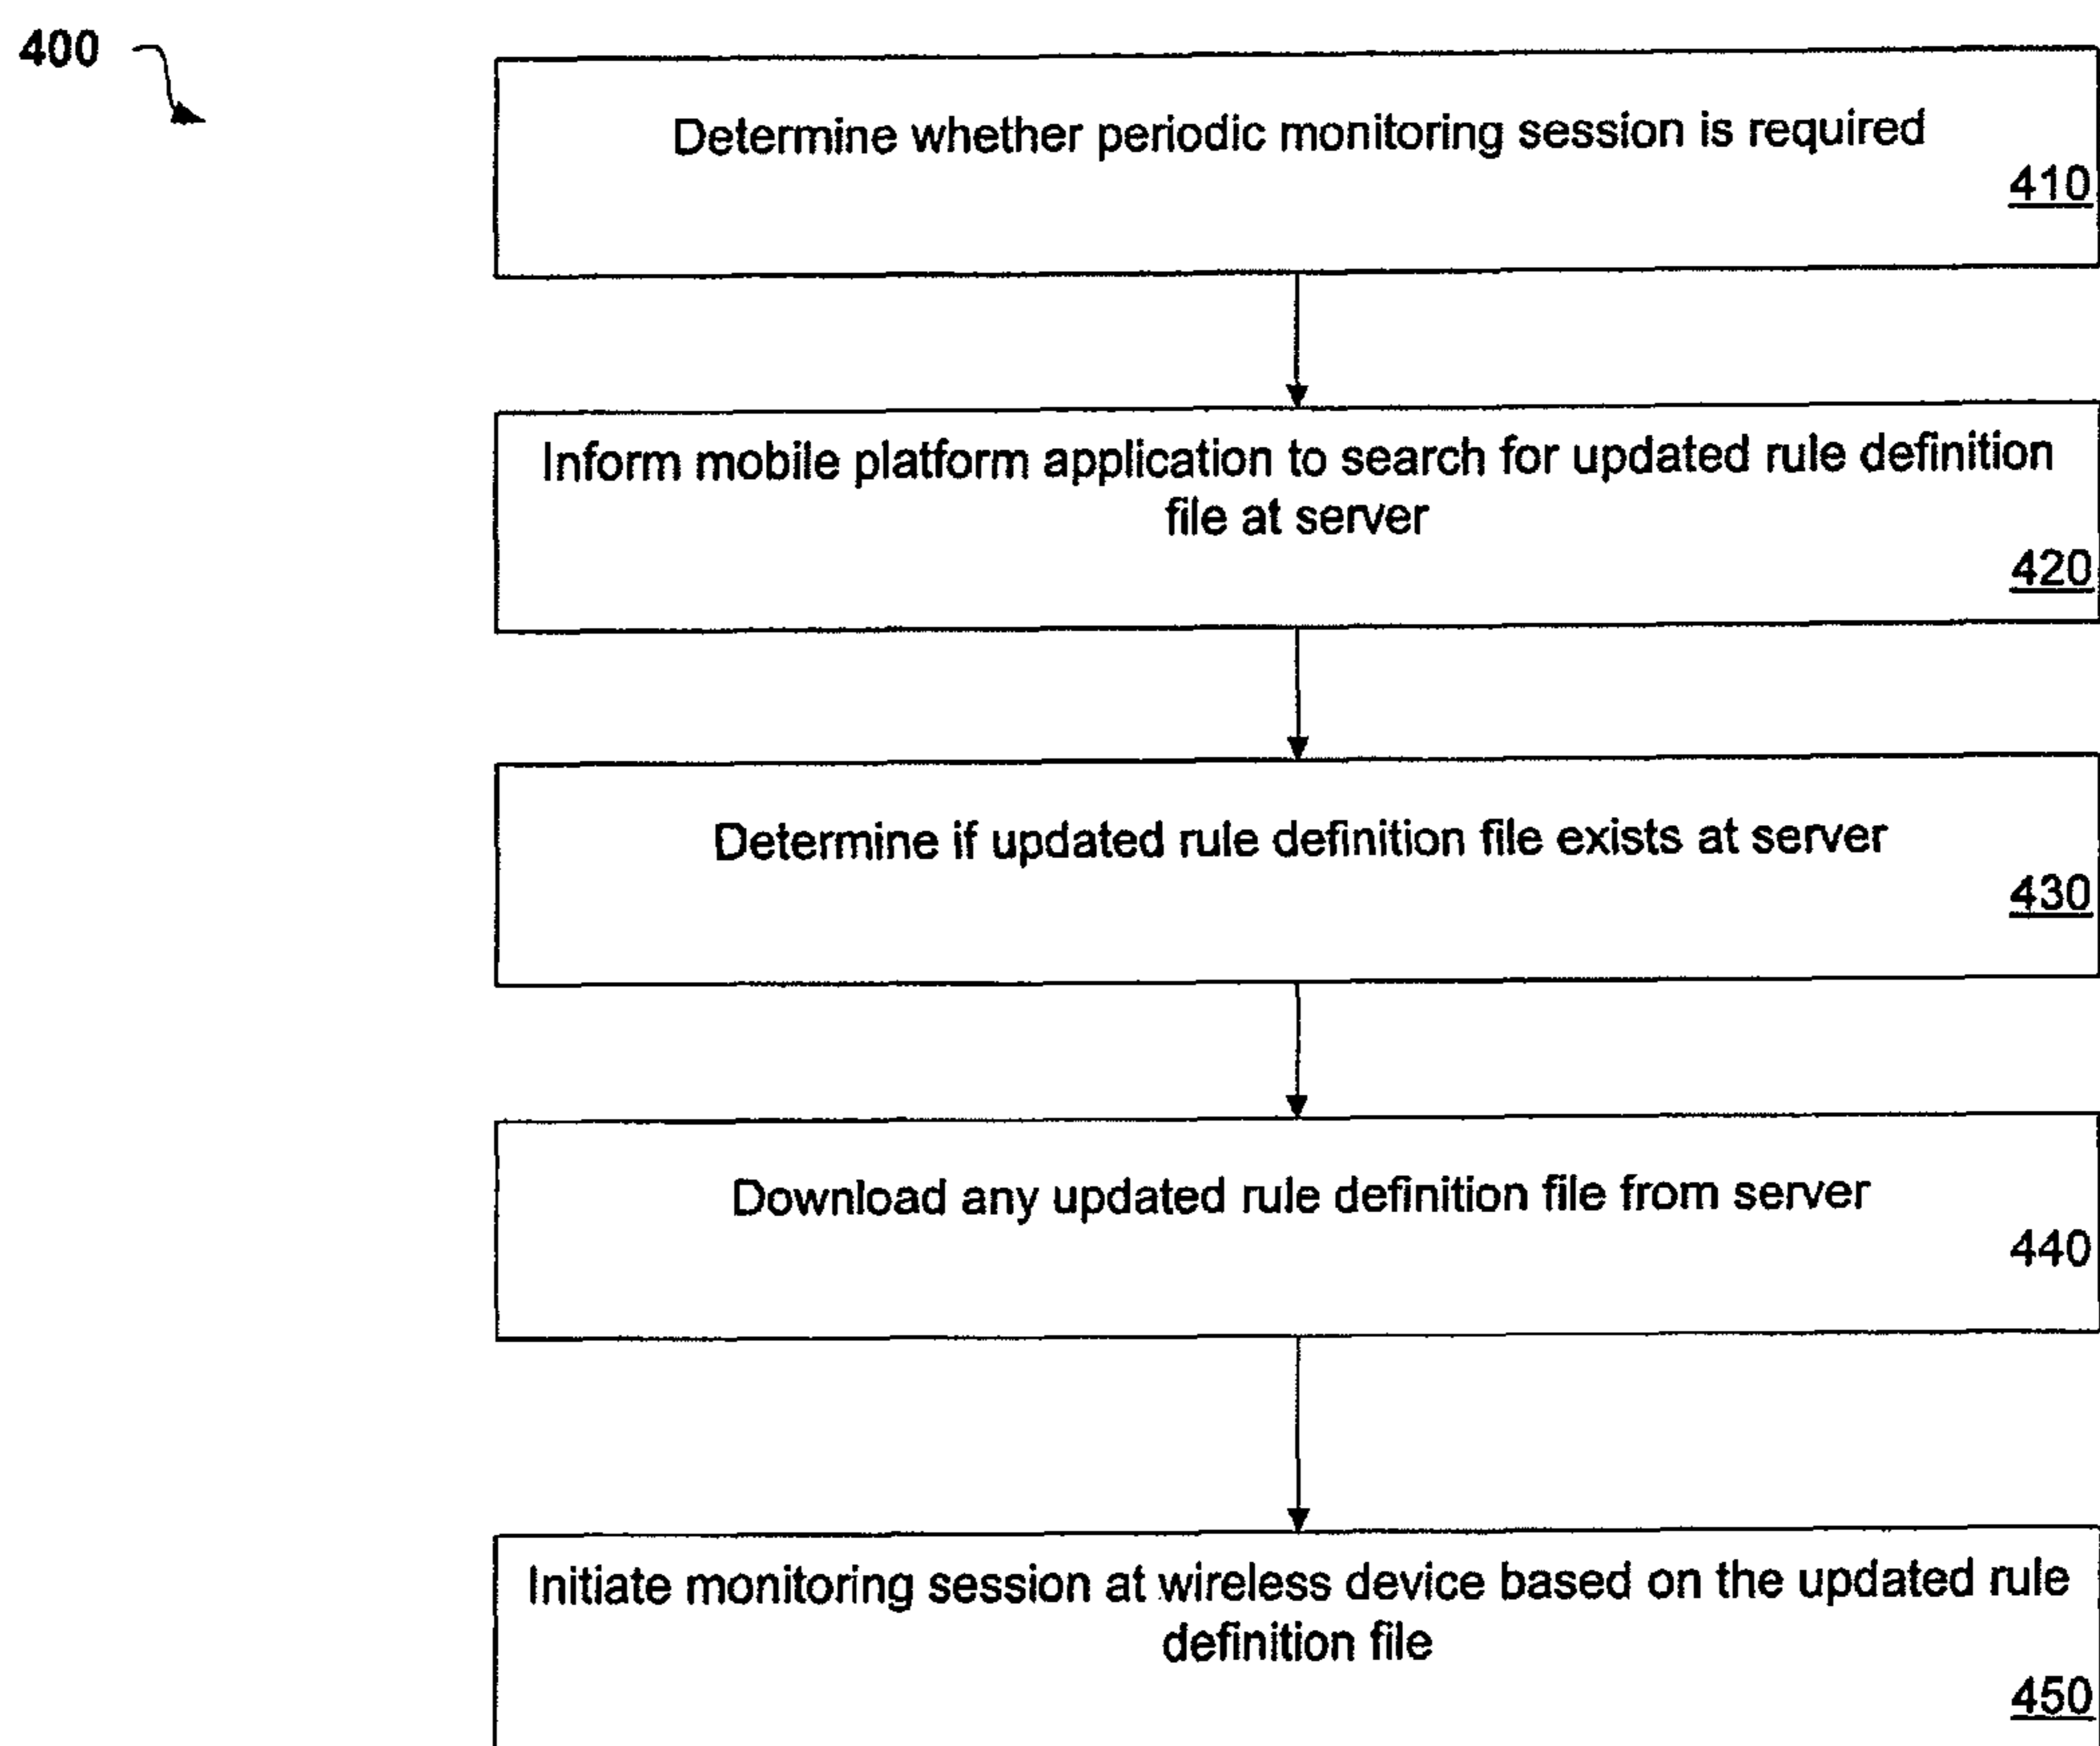 400
Determine whether periodic monitoring session is required
410
Inform mobile platform application to search for updated rule definition
file at server
420
Determine if updated rule definition file exists at server
430
Download any updated rule definition file from server
440
Initiate monitoring session at wireless device based on the updated rule
definition file
450